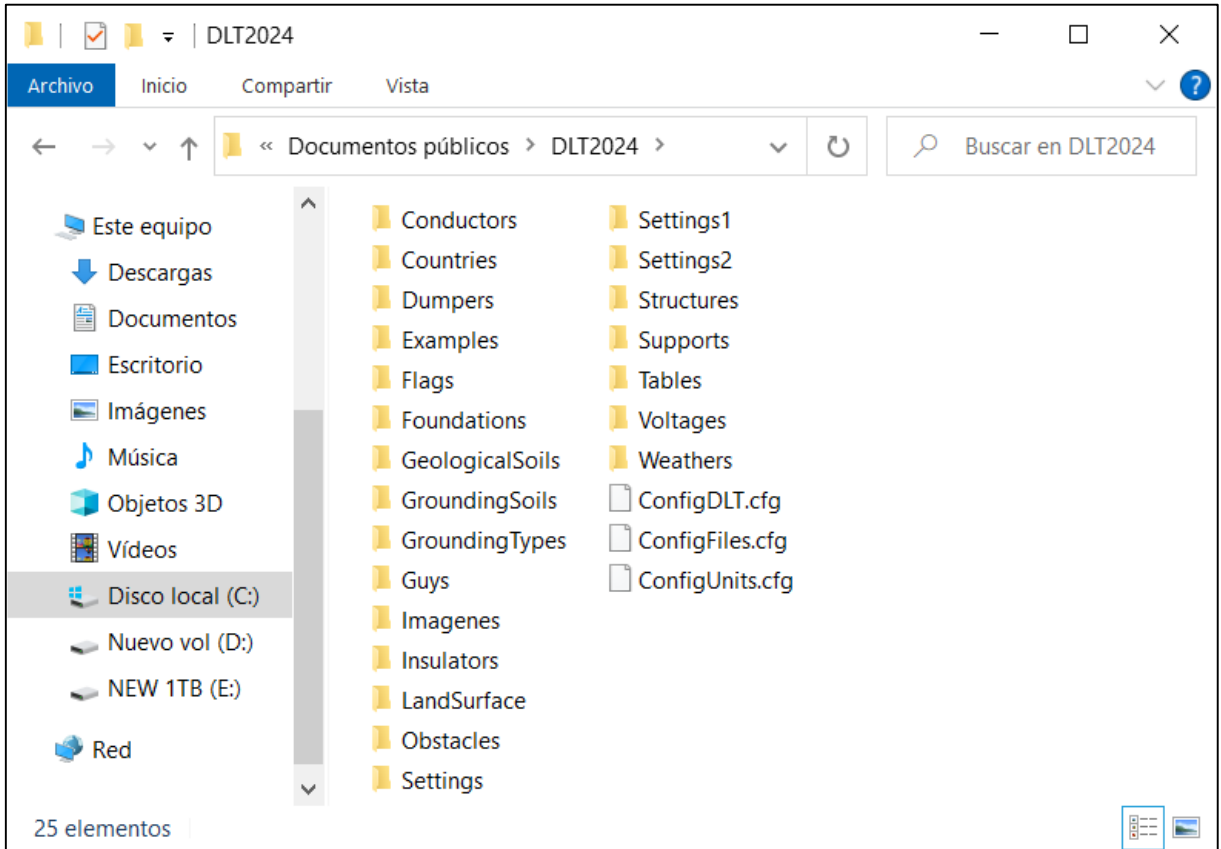 DLT2024
Archivo Inicio Compartir Vista
« Documentos públicos > DLT2024 >
Buscar en DLT2024
Este equipo
Descargas
Documentos
Escritorio
Imágenes
Música
Objetos 3D
Vídeos
Disco local (C:)
Nuevo vol (D:)
NEW 1TB (E:)
Red
Conductors
Countries
Dumpers
Examples
Flags
Foundations
GeologicalSoils
GroundingSoils
GroundingTypes
Guys
Imagenes
Insulators
LandSurface
Obstacles
Settings
Settings1
Settings2
Structures
Supports
Tables
Voltages
Weathers
ConfigDLT.cfg
ConfigFiles.cfg
ConfigUnits.cfg
25 elementos